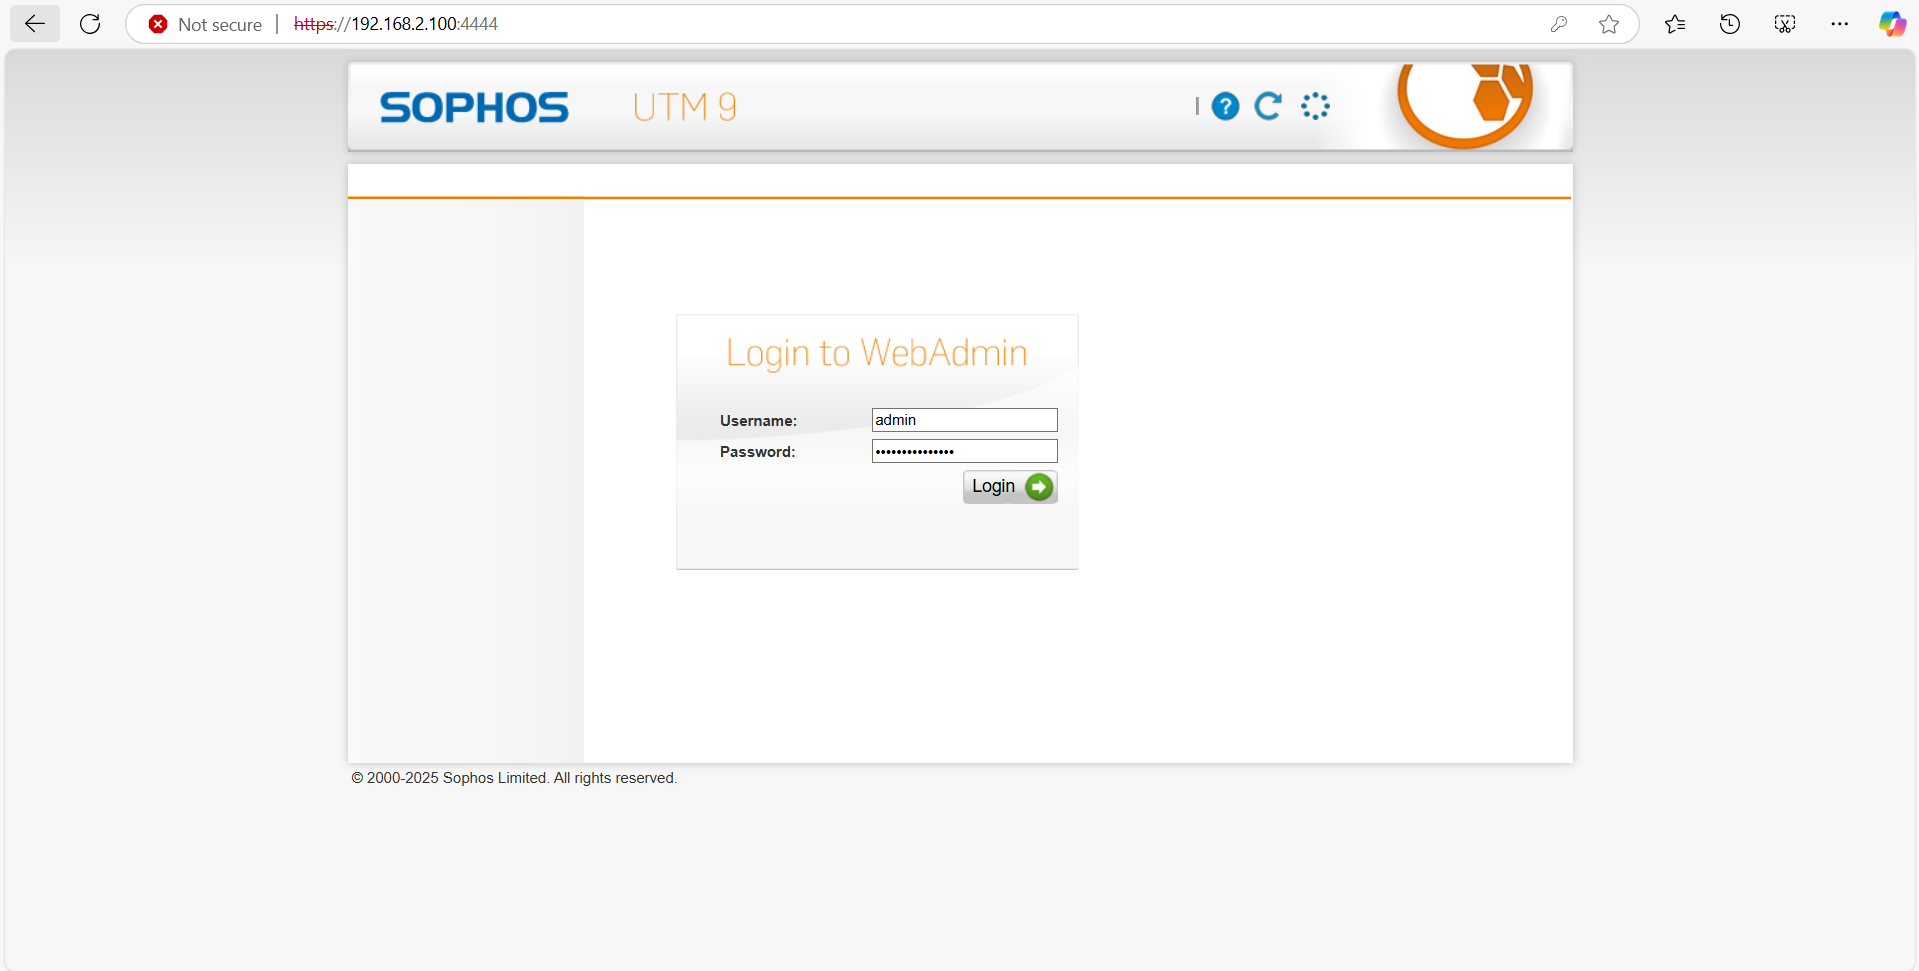 Not secure | https://192.168.2.100:4444
SOPHOS UTM 9 | ?
Login to WebAdmin
Username: admin
Password: •••••••••••••••
Login
© 2000-2025 Sophos Limited. All rights reserved.